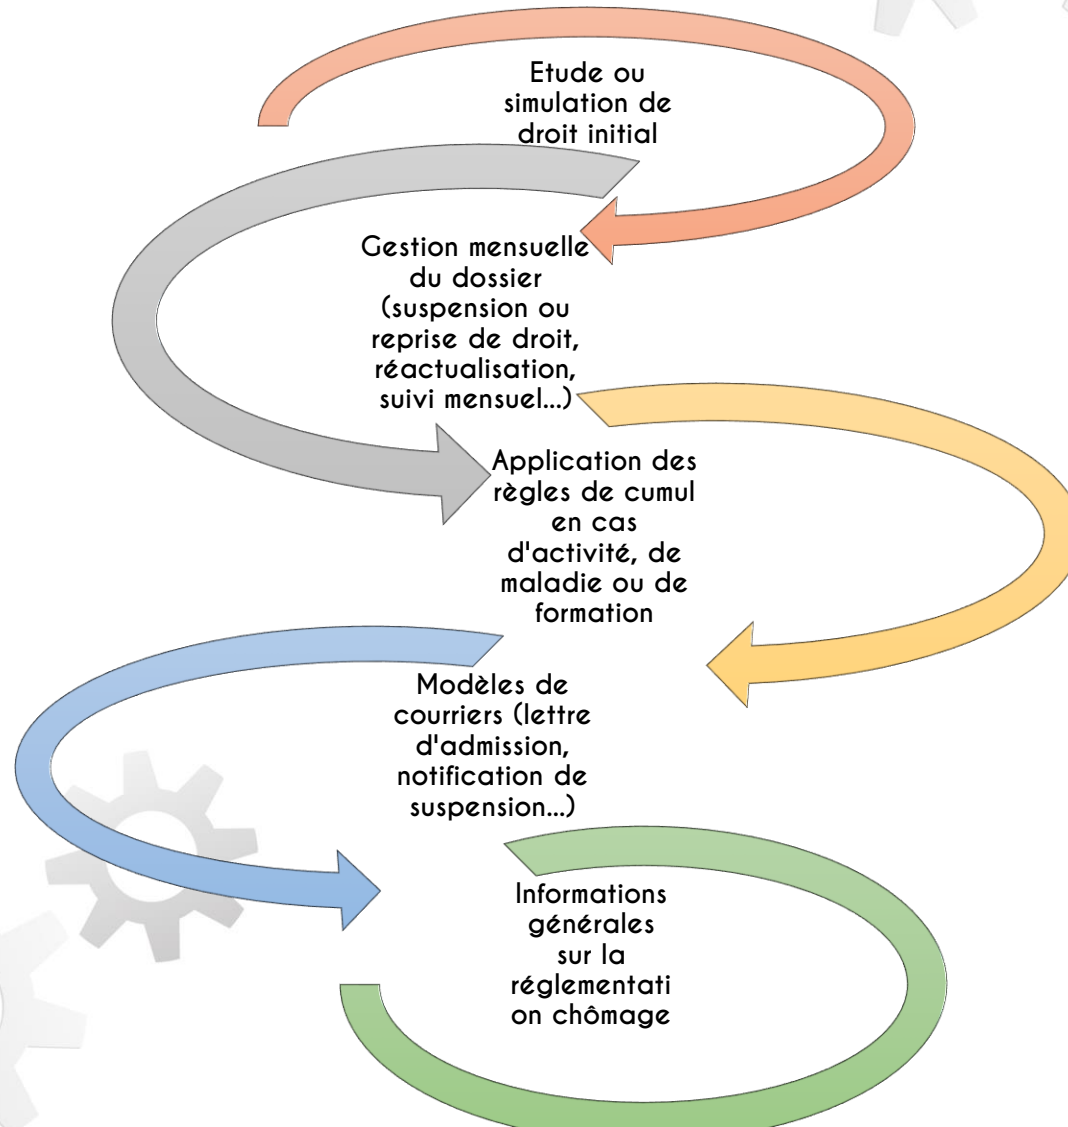 Etude ou
simulation de
droit initial
Gestion mensuelle
du dossier
(suspension ou
reprise de droit,
réactualisation,
suivi mensuel...)
Application des
règles de cumul
en cas
d'activité, de
maladie ou de
formation
Modèles de
courriers (lettre
d'admission,
notification de
suspension...)
Informations
générales
sur la
réglementati
on chômage